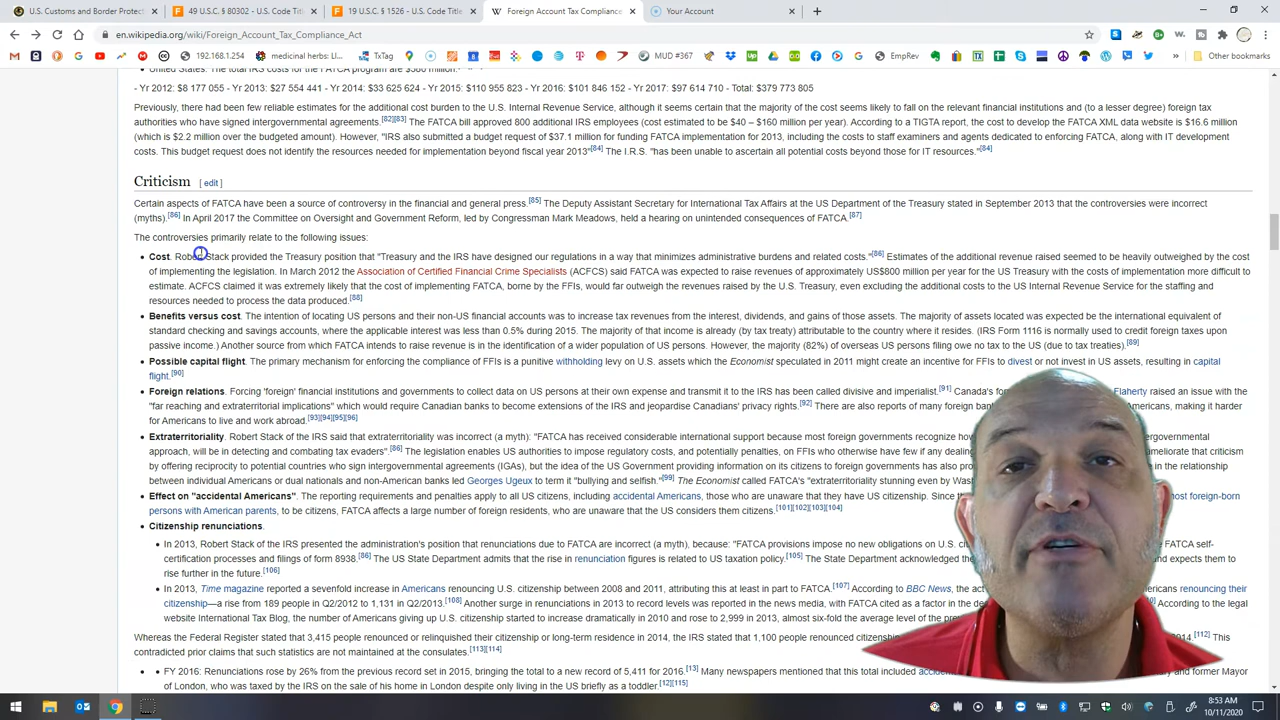 U.S. Customs and Border Protect
49 U.S.C. § 80302 - U.S. Code Title
19 U.S.C. § 1526 - U.S. Code Title
Foreign Account Tax Compliance
Your Account
en.wikipedia.org/wiki/Foreign_Account_Tax_Compliance_Act
192.168.1.254
medicinal herbs: Ll...
TxTag
MUD #367
EmpRev
Other bookmarks
United States. The total IRS costs for the FATCA program are $380 million.
- Yr 2012: $8 177 055 - Yr 2013: $27 554 441 - Yr 2014: $33 625 624 - Yr 2015: $110 955 823 - Yr 2016: $101 846 152 - Yr 2017: $97 614 710 - Total: $379 773 805
Previously, there had been few reliable estimates for the additional cost burden to the U.S. Internal Revenue Service, although it seems certain that the majority of the cost seems likely to fall on the relevant financial institutions and (to a lesser degree) foreign tax
authorities who have signed intergovernmental agreements.[82][83] The FATCA bill approved 800 additional IRS employees (cost estimated to be $40 – $160 million per year). According to a TIGTA report, the cost to develop the FATCA XML data website is $16.6 million
(which is $2.2 million over the budgeted amount). However, "IRS also submitted a budget request of $37.1 million for funding FATCA implementation for 2013, including the costs to staff examiners and agents dedicated to enforcing FATCA, along with IT development
costs. This budget request does not identify the resources needed for implementation beyond fiscal year 2013"[84] The I.R.S. "has been unable to ascertain all potential costs beyond those for IT resources."[84]
Criticism [ edit ]
Certain aspects of FATCA have been a source of controversy in the financial and general press.[85] The Deputy Assistant Secretary for International Tax Affairs at the US Department of the Treasury stated in September 2013 that the controversies were incorrect
(myths).[86] In April 2017 the Committee on Oversight and Government Reform, led by Congressman Mark Meadows, held a hearing on unintended consequences of FATCA.[87]
The controversies primarily relate to the following issues:
• Cost. Robert Stack provided the Treasury position that "Treasury and the IRS have designed our regulations in a way that minimizes administrative burdens and related costs."[86] Estimates of the additional revenue raised seemed to be heavily outweighed by the cost
of implementing the legislation. In March 2012 the Association of Certified Financial Crime Specialists (ACFCS) said FATCA was expected to raise revenues of approximately US$800 million per year for the US Treasury with the costs of implementation more difficult to
estimate. ACFCS claimed it was extremely likely that the cost of implementing FATCA, borne by the FFIs, would far outweigh the revenues raised by the U.S. Treasury, even excluding the additional costs to the US Internal Revenue Service for the staffing and
resources needed to process the data produced.[88]
• Benefits versus cost. The intention of locating US persons and their non-US financial accounts was to increase tax revenues from the interest, dividends, and gains of those assets. The majority of assets located was expected be the international equivalent of
standard checking and savings accounts, where the applicable interest was less than 0.5% during 2015. The majority of that income is already (by tax treaty) attributable to the country where it resides. (IRS Form 1116 is normally used to credit foreign taxes upon
passive income.) Another source from which FATCA intends to raise revenue is in the identification of a wider population of US persons. However, the majority (82%) of overseas US persons filing owe no tax to the US (due to tax treaties).[89]
• Possible capital flight. The primary mechanism for enforcing the compliance of FFIs is a punitive withholding levy on U.S. assets which the Economist speculated in 2011 might create an incentive for FFIs to divest or not invest in US assets, resulting in capital
flight.[90]
• Foreign relations. Forcing 'foreign' financial institutions and governments to collect data on US persons at their own expense and transmit it to the IRS has been called divisive and imperialist.[91] Canada's fo Flaherty raised an issue with the
"far reaching and extraterritorial implications" which would require Canadian banks to become extensions of the IRS and jeopardise Canadians' privacy rights.[92] There are also reports of many foreign ban Americans, making it harder
for Americans to live and work abroad.[93][94][95][96]
• Extraterritoriality. Robert Stack of the IRS said that extraterritoriality was incorrect (a myth): "FATCA has received considerable international support because most foreign governments recognize how ergovernmental
approach, will be in detecting and combating tax evaders".[86] The legislation enables US authorities to impose regulatory costs, and potentially penalties, on FFIs who otherwise have few if any dealing meliorate that criticism
by offering reciprocity to potential countries who sign intergovernmental agreements (IGAs), but the idea of the US Government providing information on its citizens to foreign governments has also pro in the relationship
between individual Americans or dual nationals and non-American banks led Georges Ugeux to term it "bullying and selfish."[99] The Economist called FATCA's "extraterritoriality stunning even by Wash
• Effect on "accidental Americans". The reporting requirements and penalties apply to all US citizens, including accidental Americans, those who are unaware that they have US citizenship. Since th most foreign-born
persons with American parents, to be citizens, FATCA affects a large number of foreign residents, who are unaware that the US considers them citizens.[101][102][103][104]
• Citizenship renunciations.
• In 2013, Robert Stack of the IRS presented the administration's position that renunciations due to FATCA are incorrect (a myth), because: "FATCA provisions impose no new obligations on U.S. ci FATCA self-
certification processes and filings of form 8938.[86] The US State Department admits that the rise in renunciation figures is related to US taxation policy.[105] The State Department acknowledged the and expects them to
rise further in the future.[106]
• In 2013, Time magazine reported a sevenfold increase in Americans renouncing U.S. citizenship between 2008 and 2011, attributing this at least in part to FATCA.[107] According to BBC News, the act ericans renouncing their
citizenship—a rise from 189 people in Q2/2012 to 1,131 in Q2/2013.[108] Another surge in renunciations in 2013 to record levels was reported in the news media, with FATCA cited as a factor in the de According to the legal
website International Tax Blog, the number of Americans giving up U.S. citizenship started to increase dramatically in 2010 and rose to 2,999 in 2013, almost six-fold the average level of the prev
Whereas the Federal Register stated that 3,415 people renounced or relinquished their citizenship or long-term residence in 2014, the IRS stated that 1,100 people renounced citizenship 2014.[112] This
contradicted prior claims that such statistics are not maintained at the consulates.[113][114]
• • FY 2016: Renunciations rose by 26% from the previous record set in 2015, bringing the total to a new record of 5,411 for 2016.[13] Many newspapers mentioned that this total included accide and former Mayor
of London, who was taxed by the IRS on the sale of his home in London despite only living in the US briefly as a toddler.[12][115]
8:53 AM
10/11/2020